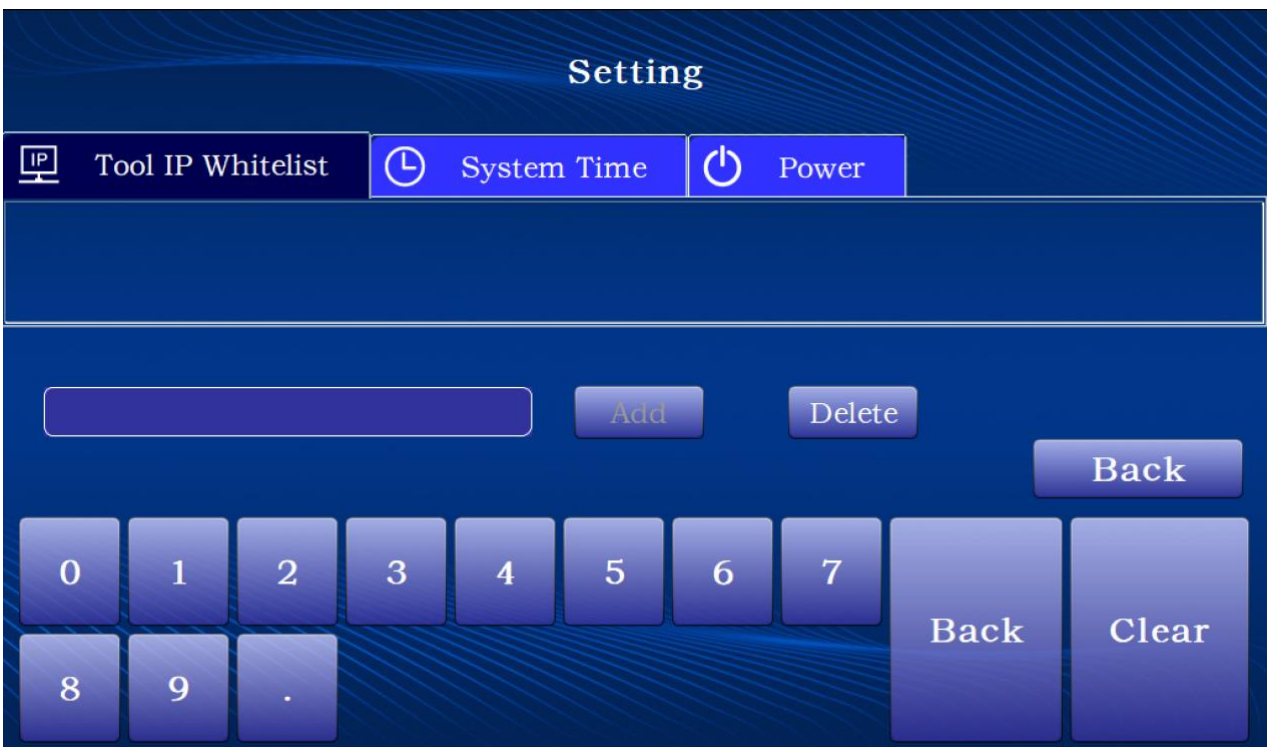 Setting
IP Tool IP Whitelist System Time Power
Add Delete
Back
0 1 2 3 4 5 6 7
Back Clear
8 9 .